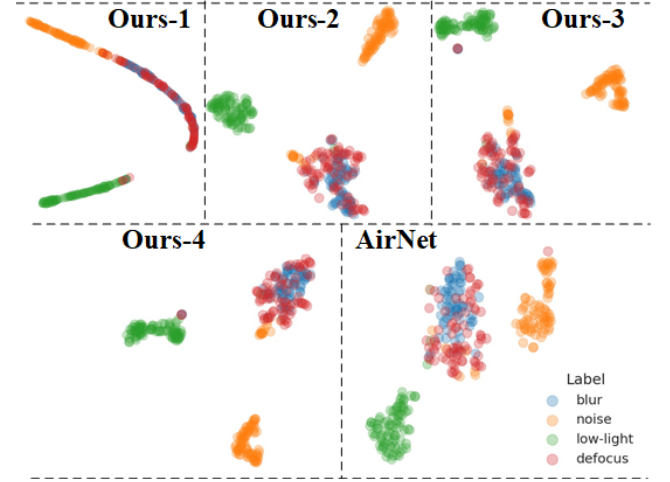 Ours-1
Ours-2
Ours-3
Ours-4
AirNet
Label
blur
noise
low-light
defocus